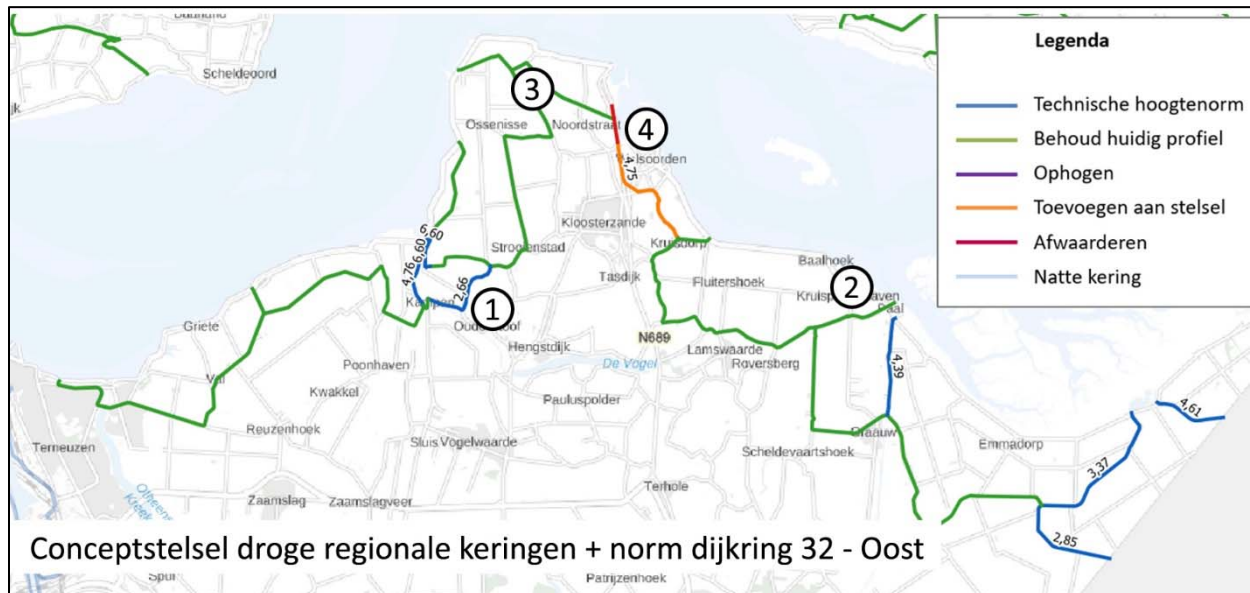 Scheldeoord
Legenda
Technische hoogtenorm
Behoud huidig profiel
Ophogen
Toevoegen aan stelsel
Afwaarderen
Natte kering
3
4
Ossenisse
Noordstraat
4,75
Kloosterzande
6,60
6,60
4,76
Stroodorpe
Kruisdorp
Tasdijk
Baalhoek
2
Fluitershoek
Paal
2,66
1
Hengstdijk
N689
De Vogel
Lamswaarde
Roversberg
4,39
4,61
Griete
Val
Poonhaven
Kwakkel
Pauluspolder
Reuzenhoek
Terneuzen
Sluis
Vogelwaarde
Graauw
Emmadorp
Scheldevaartshoek
3,37
Zaamslag
Zaamslagveer
Terhole
2,85
Conceptstelsel droge regionale keringen + norm dijkring 32 - Oost
Spui
Patrijzenhoek